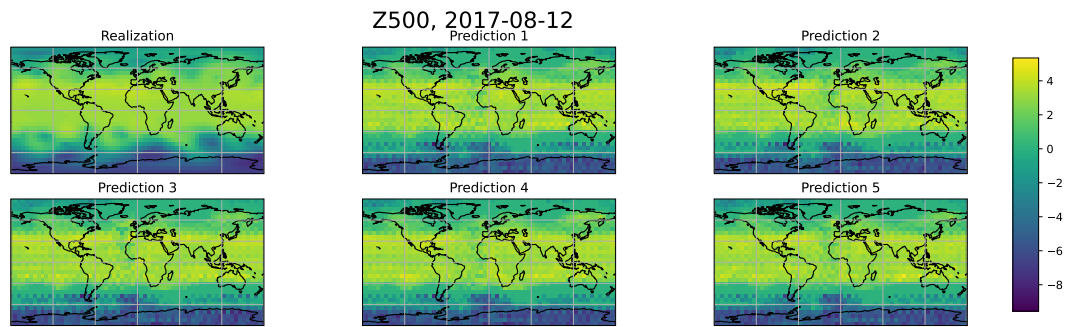 Z500, 2017-08-12
Realization
Prediction 1
Prediction 2
Prediction 3
Prediction 4
Prediction 5
4
2
0
−2
−4
−6
−8